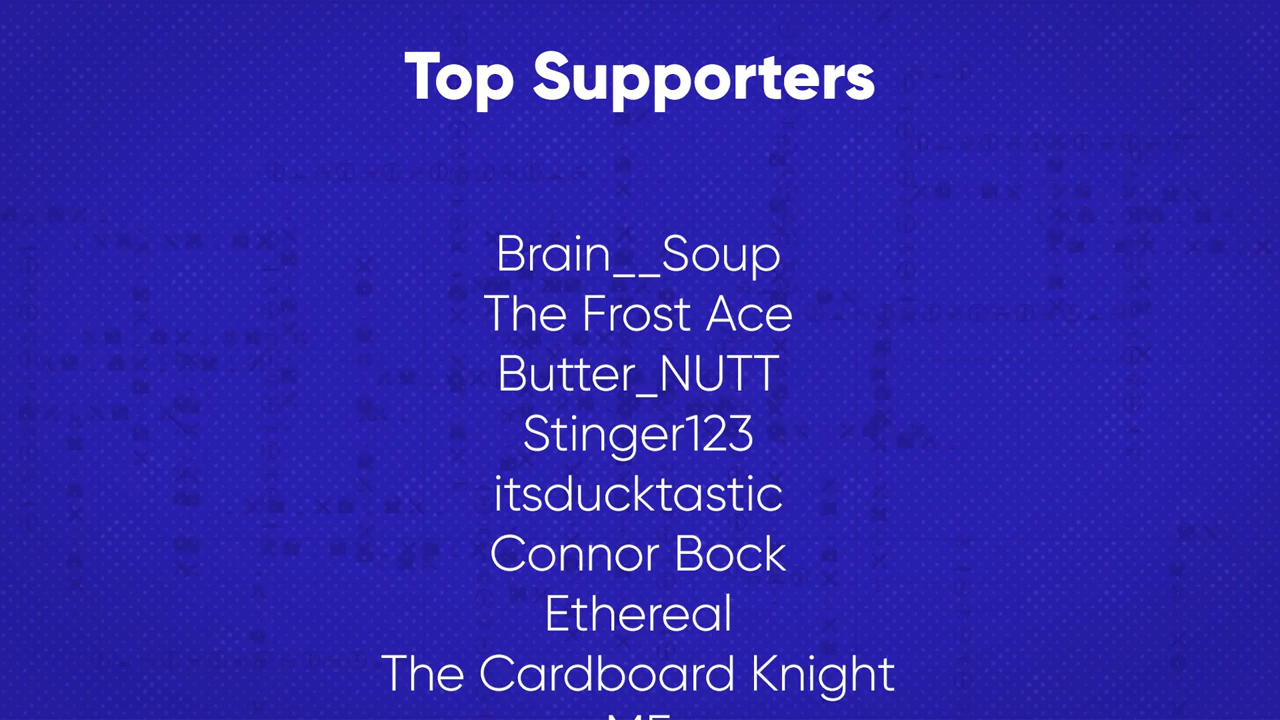 Top Supporters
Brain__Soup
The Frost Ace
Butter_NUTT
Stinger123
itsducktastic
Connor Bock
Ethereal
The Cardboard Knight